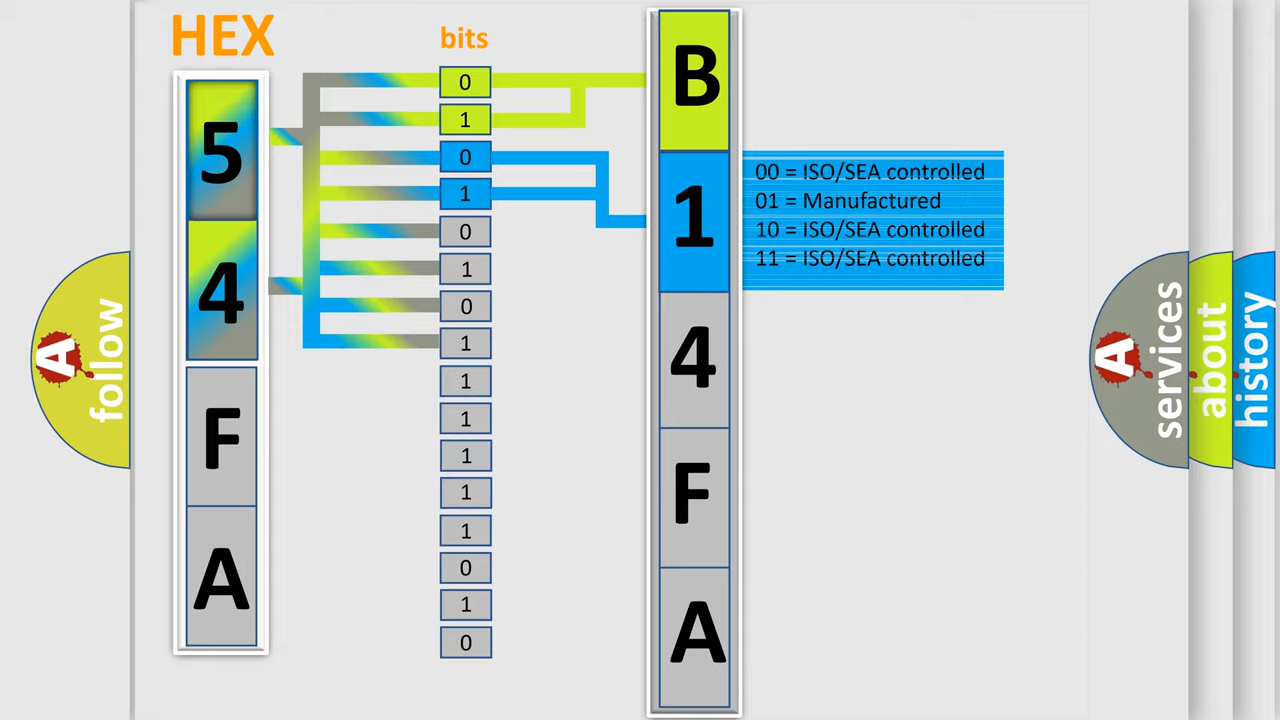 HEX
5
4
F
A
bits
0
1
0
1
0
1
0
1
1
1
1
1
1
0
1
0
B
1
4
F
A
00 = ISO/SEA controlled
01 = Manufactured
10 = ISO/SEA controlled
11 = ISO/SEA controlled
A
follow
A
services
about
history